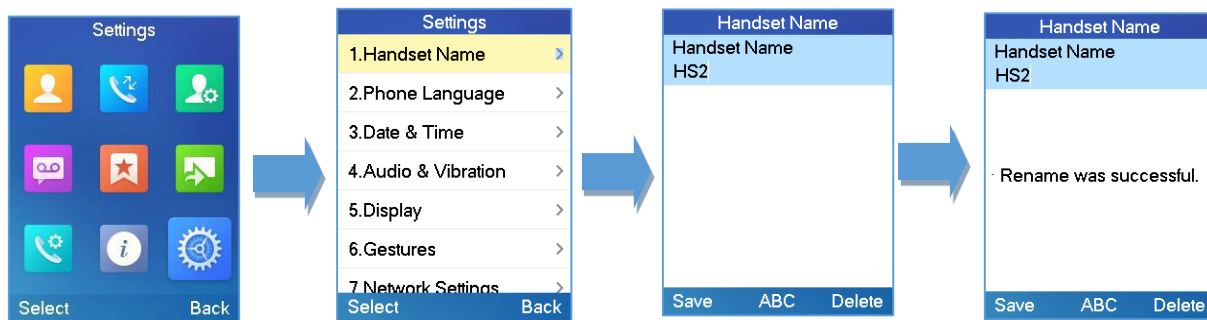 Settings
Select Back
Settings
1.Handset Name
2.Phone Language
3.Date & Time
4.Audio & Vibration
5.Display
6.Gestures
7.Network Settings
Select Back
Handset Name
Handset Name
HS2
Save ABC Delete
Handset Name
Handset Name
HS2
Rename was successful.
Save ABC Delete